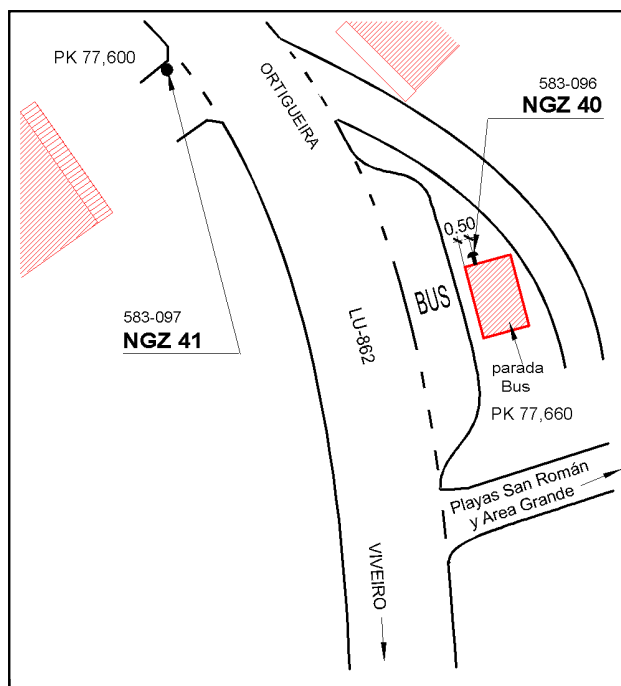 PK 77,600
ORTIGUEIRA
583-096
NGZ 40
0.50
BUS
583-097
NGZ 41
LU-862
parada
Bus
PK 77,660
Playas San Román
y Area Grande
VIVEIRO